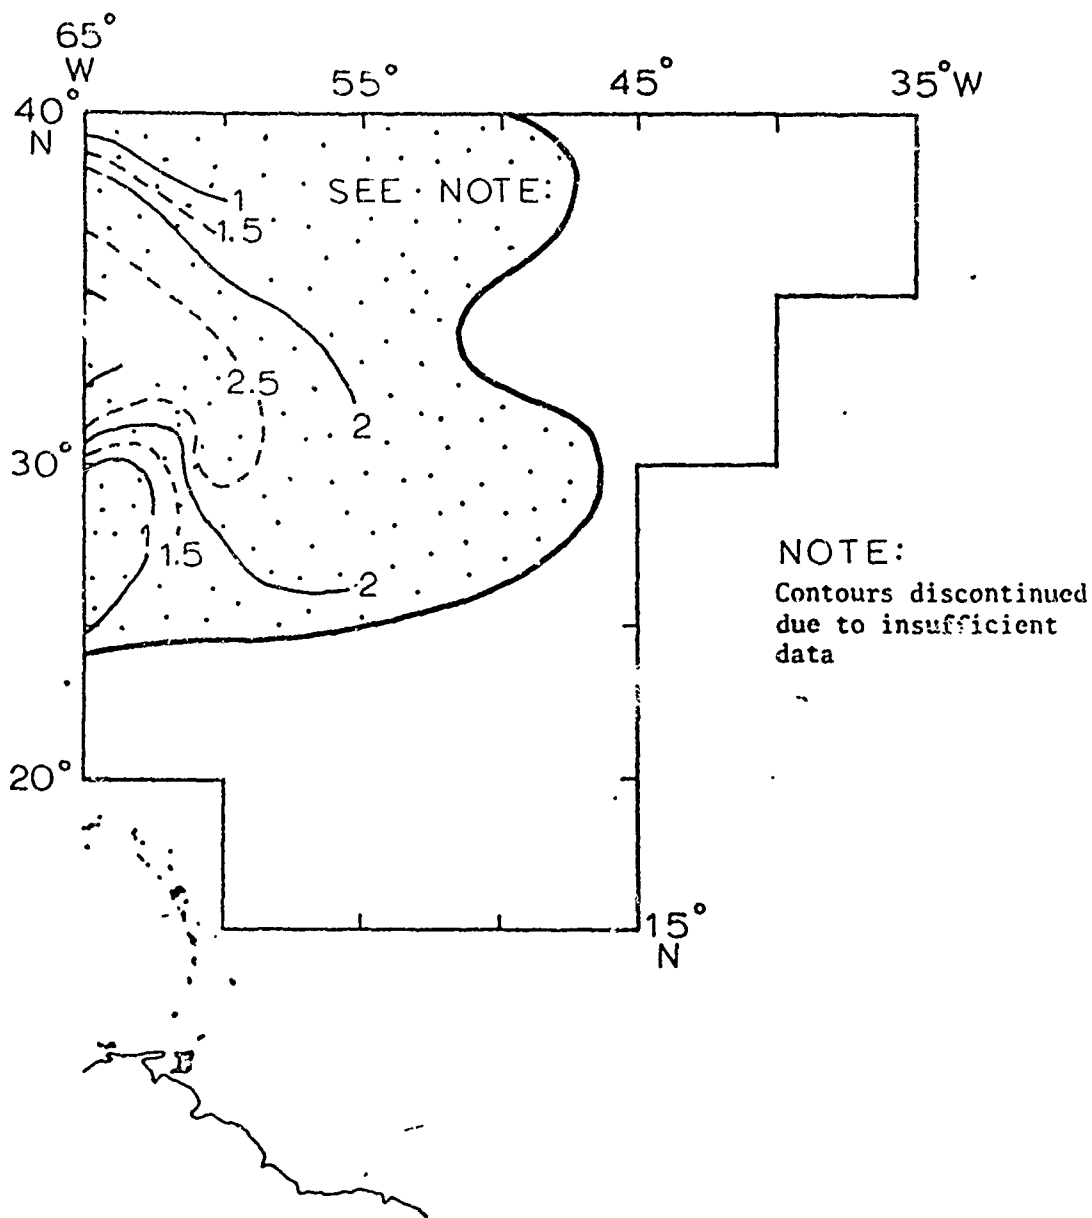 65°
W
55°
45°
35°W
40°
N
SEE NOTE:
1
1.5
2.5
2
30°
1
1.5
2
NOTE:
Contours discontinued
due to insufficient
data
20°
15°
N